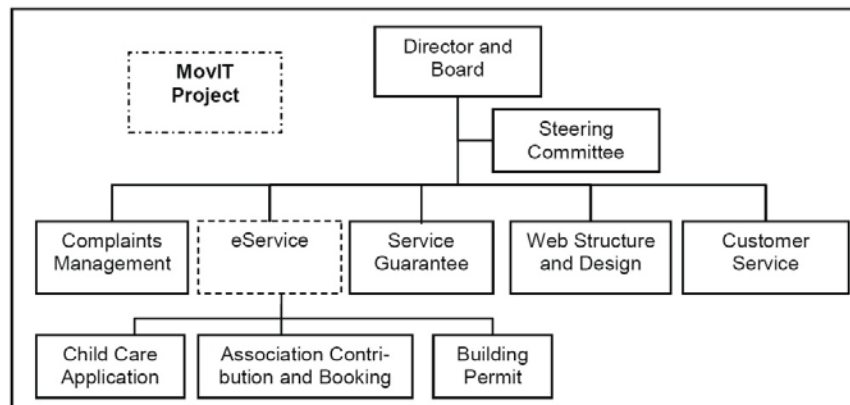 MovIT
Project
Director and
Board
Steering
Committee
Complaints
Management
eService
Service
Guarantee
Web Structure
and Design
Customer
Service
Child Care
Application
Association Contri-
bution and Booking
Building
Permit